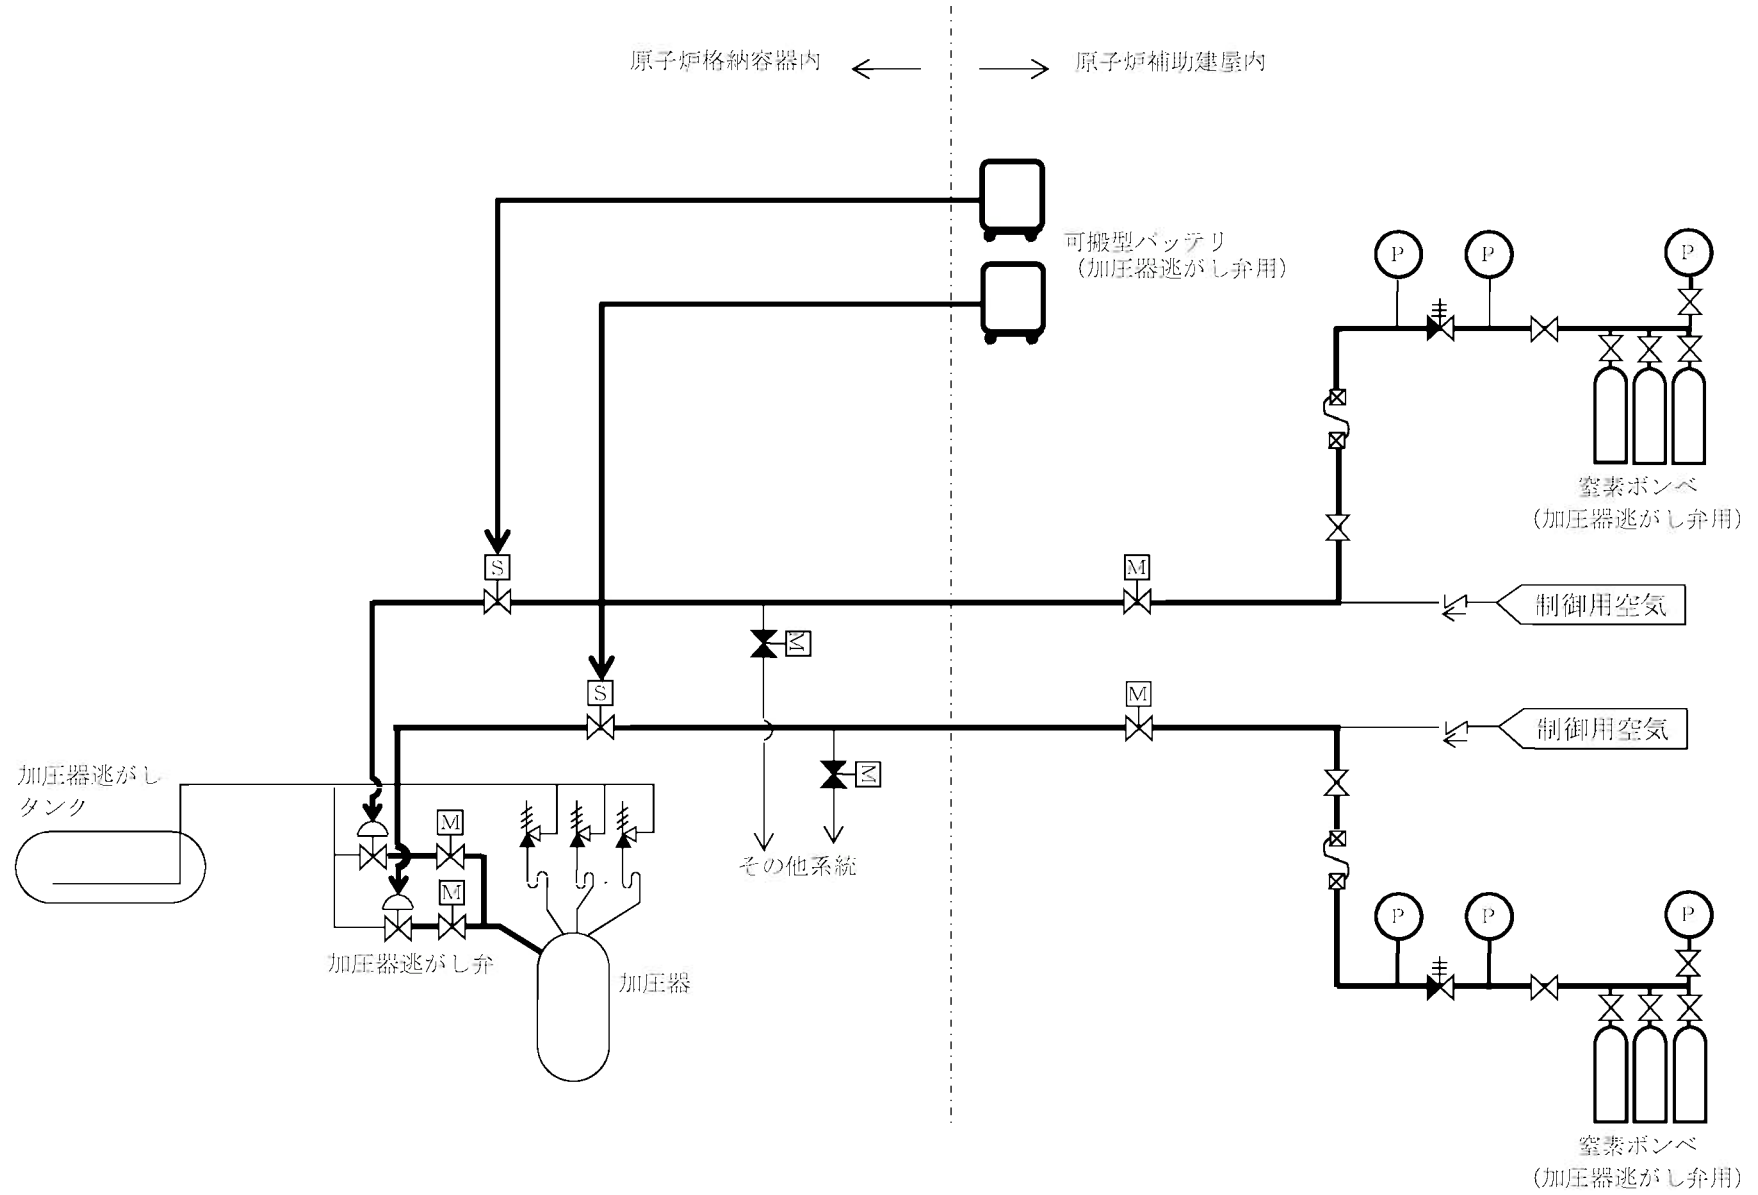 原子炉格納容器内
原子炉補助建屋内
可搬型バッテリ
（加圧器逃がし弁用）
P
P
P
窒素ボンベ
（加圧器逃がし弁用）
S
M
制御用空気
M
S
M
制御用空気
M
加圧器逃がし
タンク
M
M
その他系統
加圧器逃がし弁
加圧器
P
P
P
窒素ボンベ
（加圧器逃がし弁用）